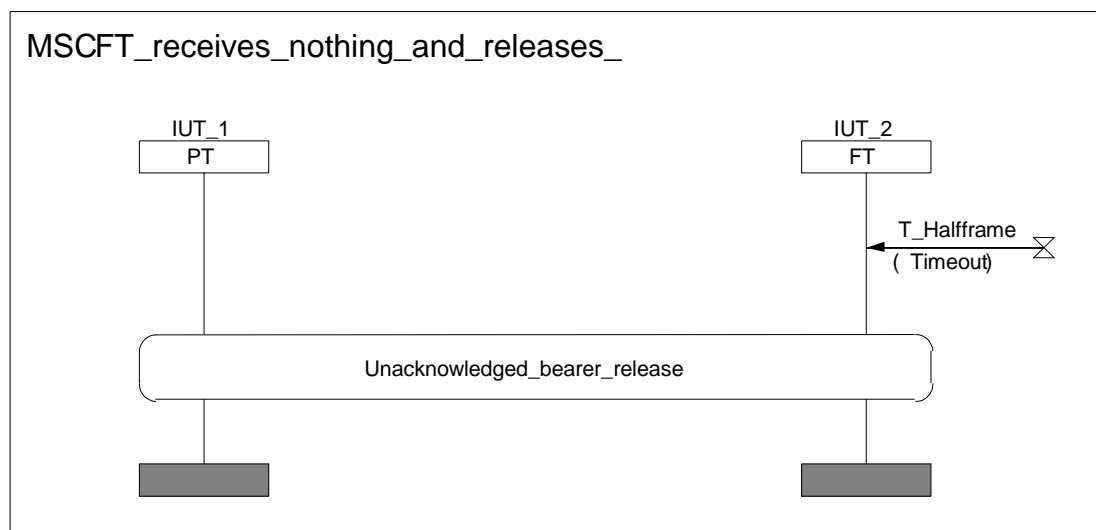 MSCFT_receives_nothing_and_releases_
IUT_1
PT
IUT_2
FT
T_Halfframe
( Timeout)
Unacknowledged_bearer_release